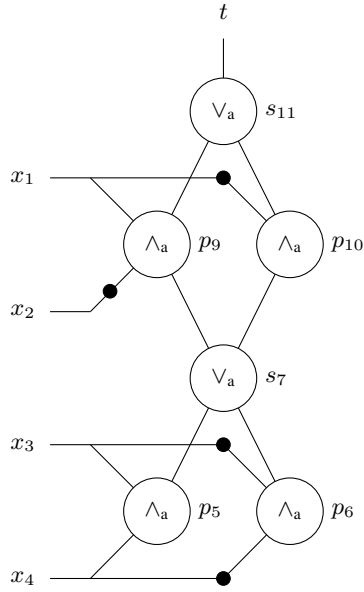 t
∨ₐ s₁₁
x₁
∧ₐ p₉ ∧ₐ p₁₀
x₂
∨ₐ s₇
x₃
∧ₐ p₅ ∧ₐ p₆
x₄